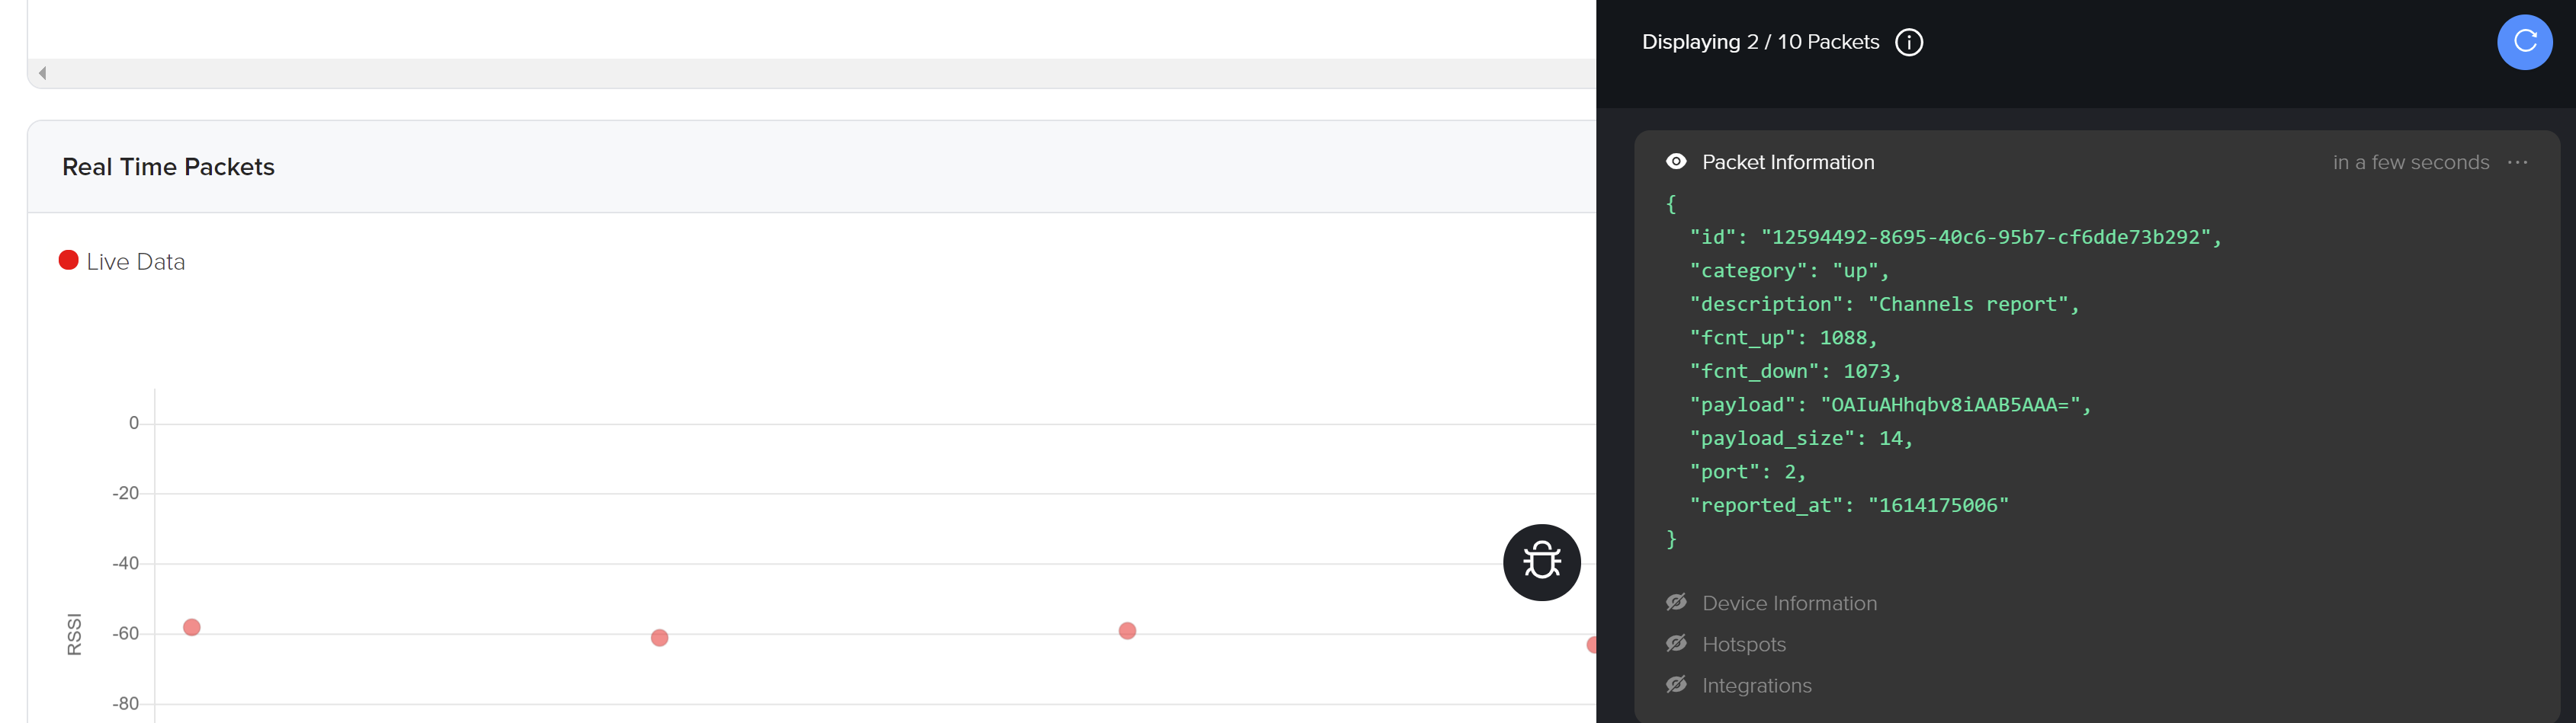 Displaying 2 / 10 Packets
Real Time Packets
Live Data
0
-20
-40
-60
-80
RSSI
Packet Information
in a few seconds
{
"id": "12594492-8695-40c6-95b7-cf6dde73b292",
"category": "up",
"description": "Channels report",
"fcnt_up": 1088,
"fcnt_down": 1073,
"payload": "OAIuAHhqbv8iAAB5AAA=",
"payload_size": 14,
"port": 2,
"reported_at": "1614175006"
}
Device Information
Hotspots
Integrations